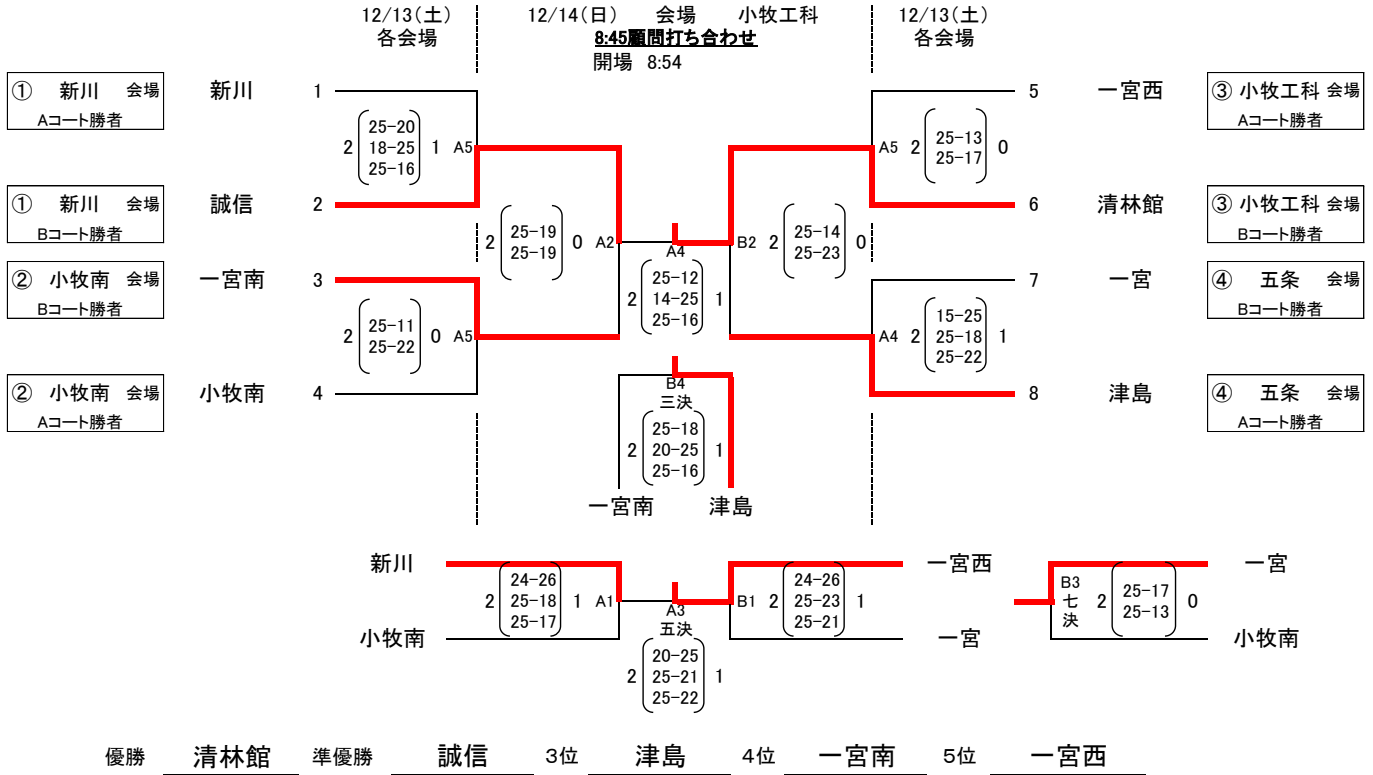 12/13(土) 12/14(日) 会場 小牧工科 12/13(土)
各会場 8:45顧問打ち合わせ 各会場
開場 8:54
① 新川 会場 新川 1 5 一宮西 ③ 小牧工科 会場
Aコート勝者 Aコート勝者
25-20
2 18-25 1 A5
25-16
A5 2 25-13 0
25-17
① 新川 会場 誠信 2 6 清林館 ③ 小牧工科 会場
Bコート勝者 Bコート勝者
2 25-19 0 A2
25-19
A4
B2 2 25-14 0
25-23
② 小牧南 会場 一宮南 3 7 一宮 ④ 五条 会場
Bコート勝者 Bコート勝者
25-12
2 14-25 1
25-16
2 25-11 0 A5
25-22
15-25
A4 2 25-18 1
25-22
② 小牧南 会場 小牧南 4 8 津島 ④ 五条 会場
Aコート勝者 Aコート勝者
B4
三決
25-18
2 20-25 1
25-16
一宮南 津島
新川 一宮西 一宮
24-26
2 25-18 1 A1
25-17
A3
五決
24-26
B1 2 25-23 1
25-21
B3
七
決
2 25-17 0
25-13
小牧南 一宮 小牧南
20-25
2 25-21 1
25-22
優勝 清林館 準優勝 誠信 3位 津島 4位 一宮南 5位 一宮西